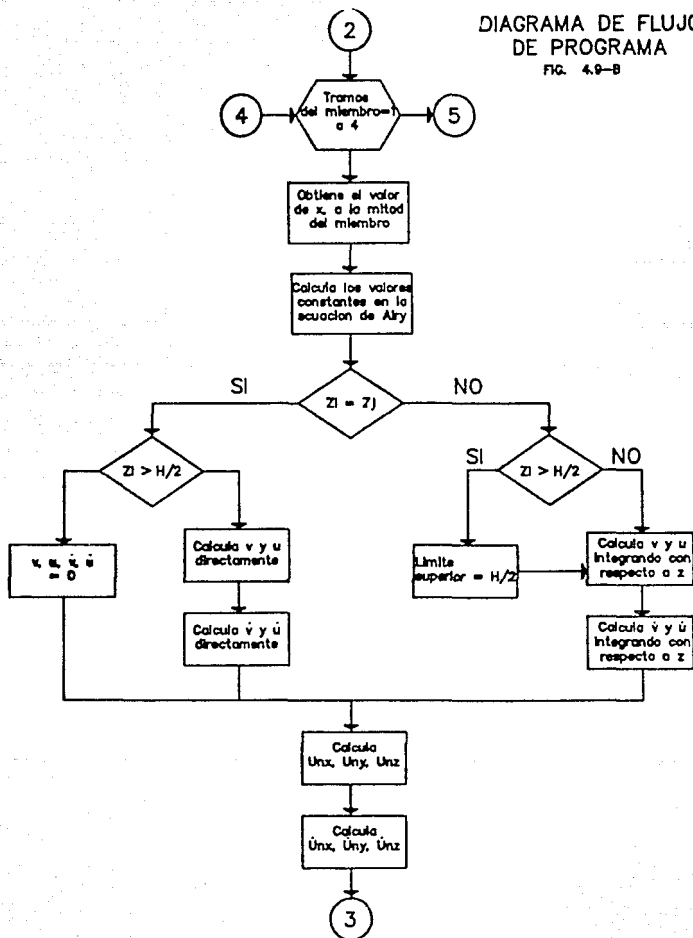 DIAGRAMA DE FLUJO
DE PROGRAMA
FIG. 4.9-B
2
Tramos
del miembro=1
a 4
4
5
Obtiene el valor
de x, a la mitad
del miembro
Calcula los valores
constantes en la
ecuacion de Airy
ZI = ZJ
SI
NO
ZI > H/2
ZI > H/2
SI
NO
v, u, v̇, u̇
= 0
Calcula v y u
directamente
Calcula v̇ y u̇
directamente
Limite
superior = H/2
Calcula v y u
integrando con
respecto a z
Calcula v̇ y u̇
integrando con
respecto a z
Calcula
Unx, Uny, Unz
Calcula
U̇nx, U̇ny, U̇nz
3